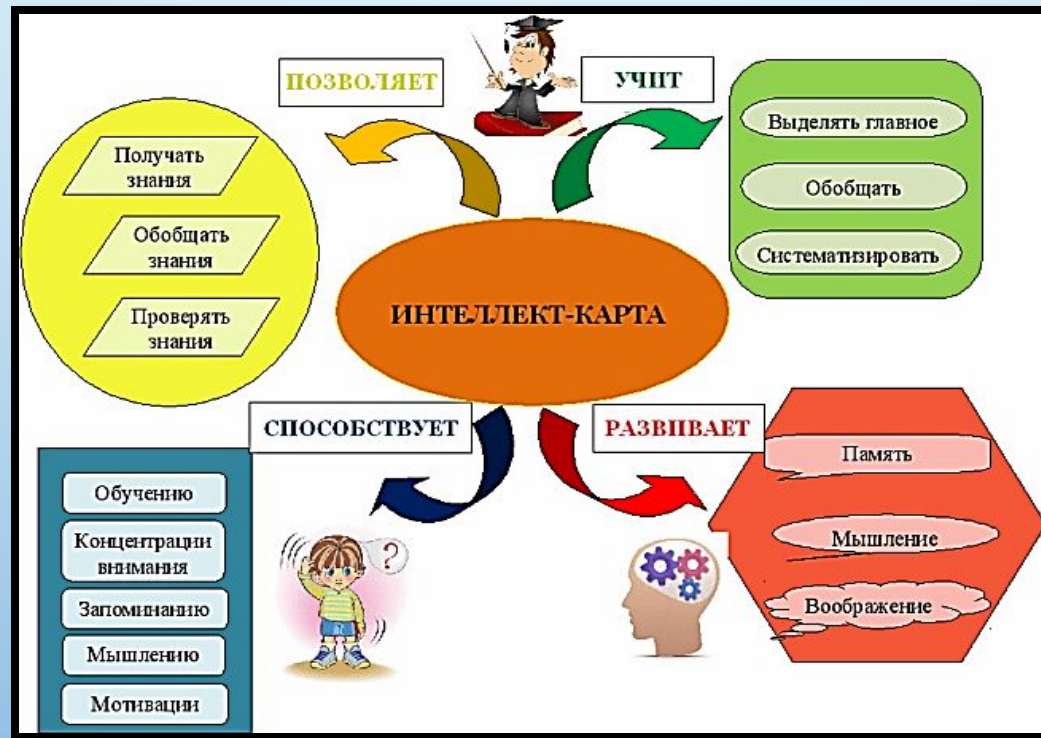 ПОЗВОЛЯЕТ
Получать
знания
Обобщать
знания
Проверять
знания
УЧИТ
Выделять главное
Обобщать
Систематизировать
ИНТЕЛЛЕКТ-КАРТА
СПОСОБСТВУЕТ
Обучению
Концентрации
внимания
Запоминанию
Мышлению
Мотивации
?
РАЗВИВАЕТ
Память
Мышление
Воображение